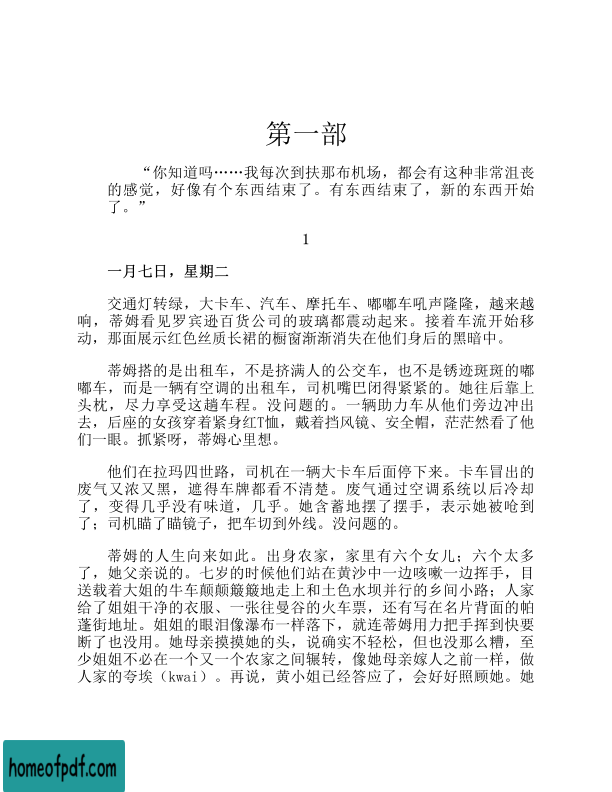 第一部
“你知道吗……我每次到扶那布机场，都会有这种非常沮丧
的感觉，好像有个东西结束了。有东西结束了，新的东西开始
了。”
1
一月七日，星期二
交通灯转绿，大卡车、汽车、摩托车、嘟嘟车吼声隆隆，越来越
响，蒂姆看见罗宾逊百货公司的玻璃都震动起来。接着车流开始移
动，那面展示红色丝质长裙的橱窗渐渐消失在他们身后的黑暗中。
蒂姆搭的是出租车，不是挤满人的公交车，也不是锈迹斑斑的嘟
嘟车，而是一辆有空调的出租车，司机嘴巴闭得紧紧的。她往后靠上
头枕，尽力享受这趟车程。没问题的。一辆助力车从他们旁边冲出
去，后座的女孩穿着紧身红T恤，戴着挡风镜、安全帽，茫茫然看了他
们一眼。抓紧呀，蒂姆心里想。
他们在拉玛四世路，司机在一辆大卡车后面停下来。卡车冒出的
废气又浓又黑，遮得车牌都看不清楚。废气通过空调系统以后冷却
了，变得几乎没有味道，几乎。她含蓄地摆了摆手，表示她被呛到
了；司机瞄了瞄镜子，把车切到外线。没问题的。
蒂姆的人生向来如此。出身农家，家里有六个女儿；六个太多
了，她父亲说的。七岁的时候他们站在黄沙中一边咳嗽一边挥手，目
送载着大姐的牛车颠颠簸簸地走上和土色水坝并行的乡间小路；人家
给了姐姐干净的衣服、一张往曼谷的火车票，还有写在名片背面的帕
蓬街地址。姐姐的眼泪像瀑布一样落下，就连蒂姆用力把手挥到快要
断了也没用。她母亲摸摸她的头，说确实不轻松，但也没那么糟，至
少姐姐不必在一个又一个农家之间辗转，像她母亲嫁人之前一样，做
人家的夸埃（kwai）。再说，黄小姐已经答应了，会好好照顾她。她
homeofpdf.com